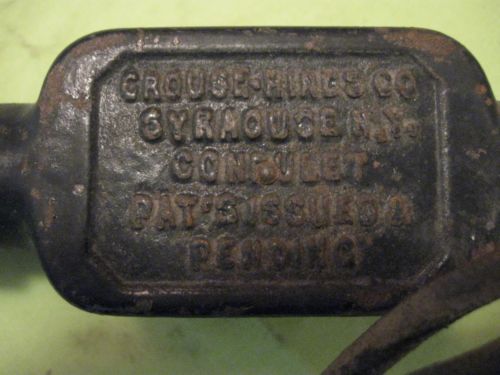 CROUSE-HINDS CO
SYRACUSE N.Y.
CONDULET
PAT'S ISSUED &
PENDING